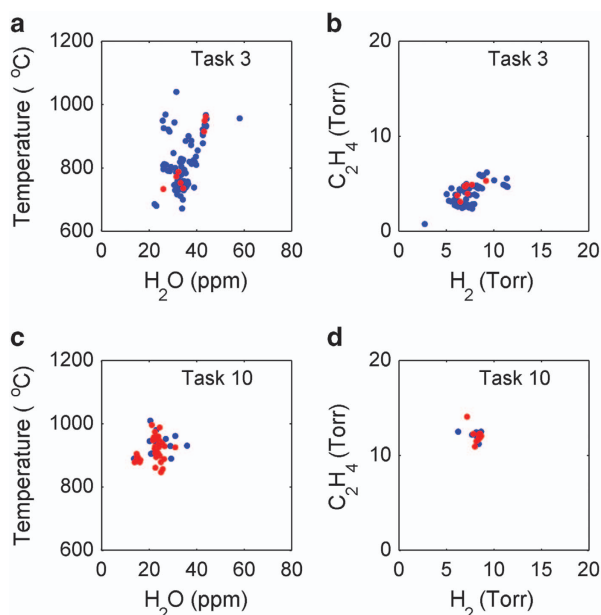 a
Task 3
Temperature ( °C)
1200
1000
800
600
0 20 40 60 80
H₂O (ppm)
b
Task 3
C₂H₄ (Torr)
20
10
0
0 5 10 15 20
H₂ (Torr)
c
Task 10
Temperature ( °C)
1200
1000
800
600
0 20 40 60 80
H₂O (ppm)
d
Task 10
C₂H₄ (Torr)
20
10
0
0 5 10 15 20
H₂ (Torr)